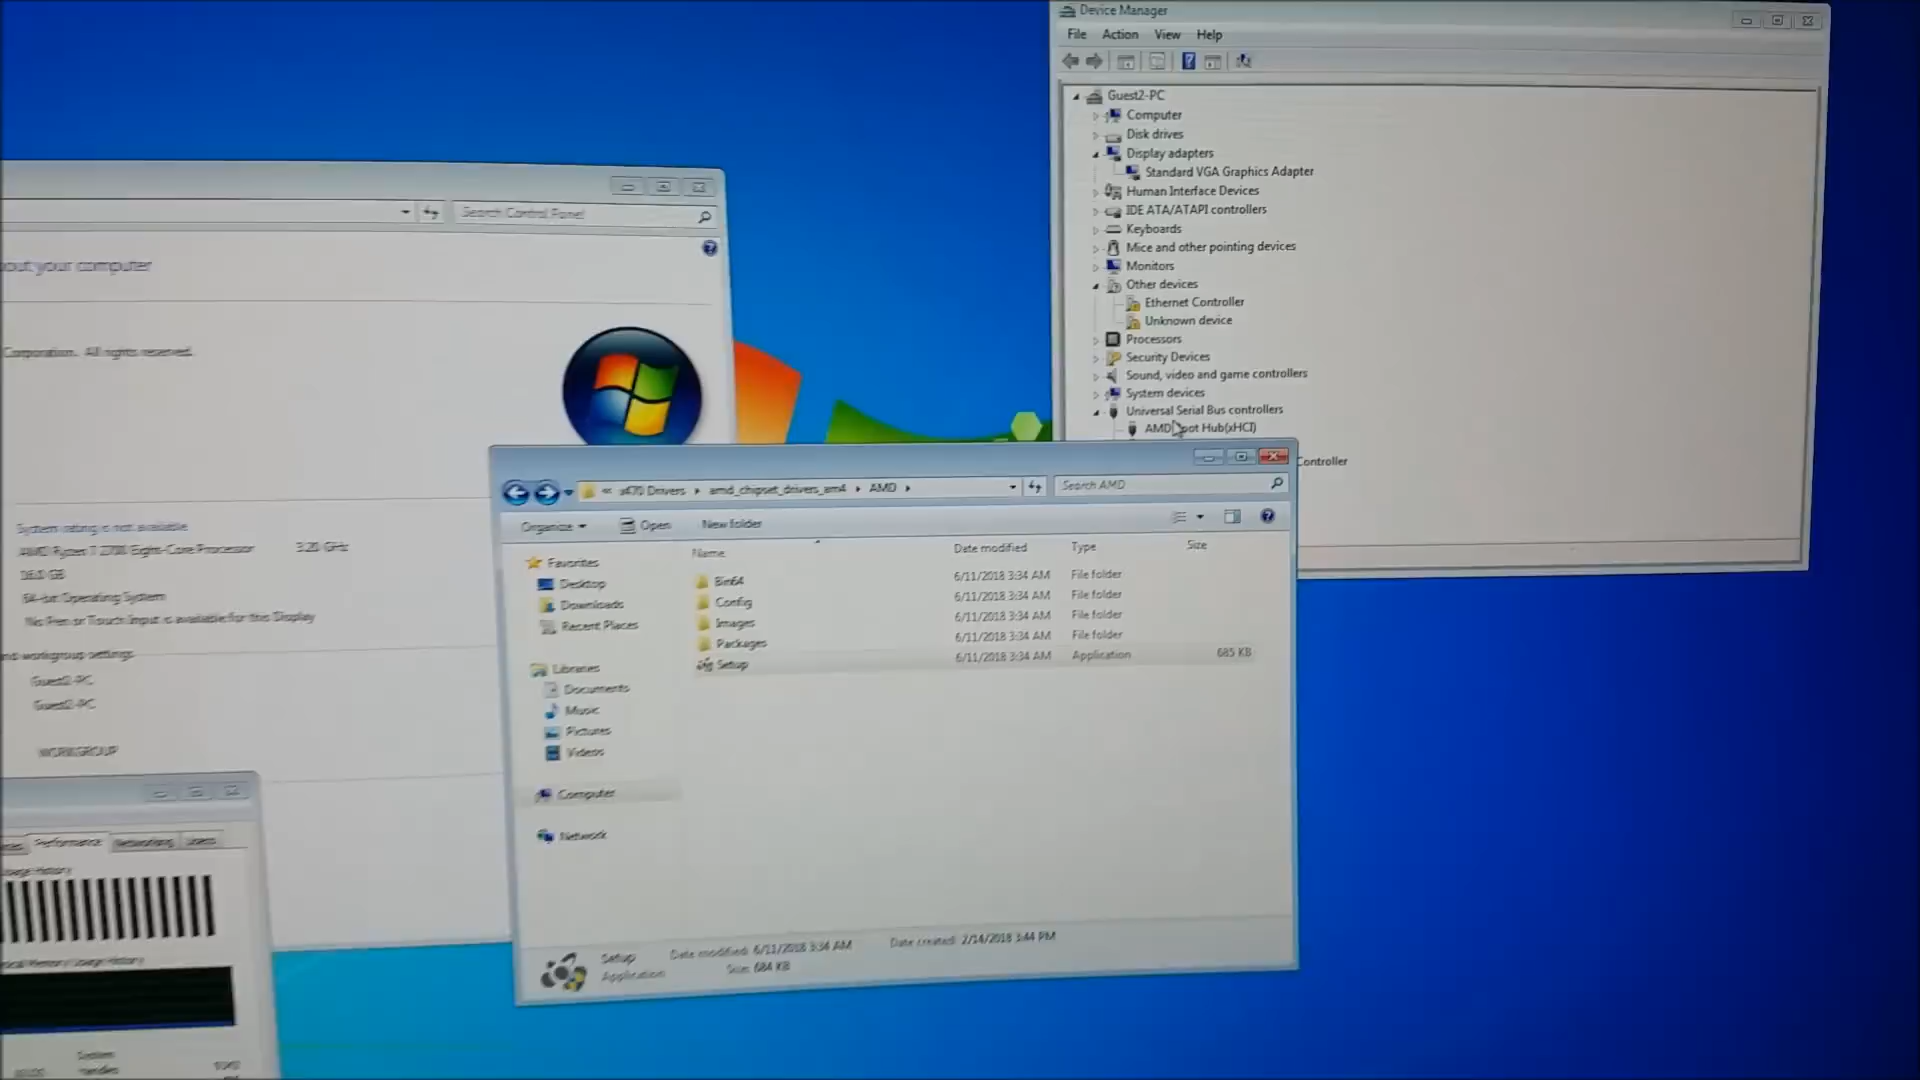 Device Manager
File Action View Help
Guest2-PC
Computer
Disk drives
Display adapters
Standard VGA Graphics Adapter
Human Interface Devices
IDE ATA/ATAPI controllers
Keyboards
Mice and other pointing devices
Monitors
Other devices
Ethernet Controller
Unknown device
Processors
Security Devices
Sound, video and game controllers
System devices
Universal Serial Bus controllers
AMD oot Hub(xHCI)
Controller
Search Control Panel
out your computer
Corporation. All rights reserved.
System rating is not available
AMD Ryzen 7 2700 Eight-Core Processor 3.20 GHz
16.0 GB
64-bit Operating System
No Pen or Touch Input is available for this Display
nd workgroup settings
Guest2-PC
Guest2-PC
WORKGROUP
x470 Drivers amd_chipset_drivers_am4 AMD
Search AMD
Organize Open New folder
Name Date modified Type Size
Favorites
Desktop
Downloads
Recent Places
Libraries
Documents
Music
Pictures
Videos
Computer
Network
Bin64 6/11/2018 3:34 AM File folder
Config 6/11/2018 3:34 AM File folder
Images 6/11/2018 3:34 AM File folder
Packages 6/11/2018 3:34 AM File folder
Setup 6/11/2018 3:34 AM Application 685 KB
Setup Date modified: 6/11/2018 3:34 AM Date created: 2/14/2018 3:44 PM
Application Size: 684 KB
Performance Networking Users
Usage History
ical Memory Usage History
System
Handles